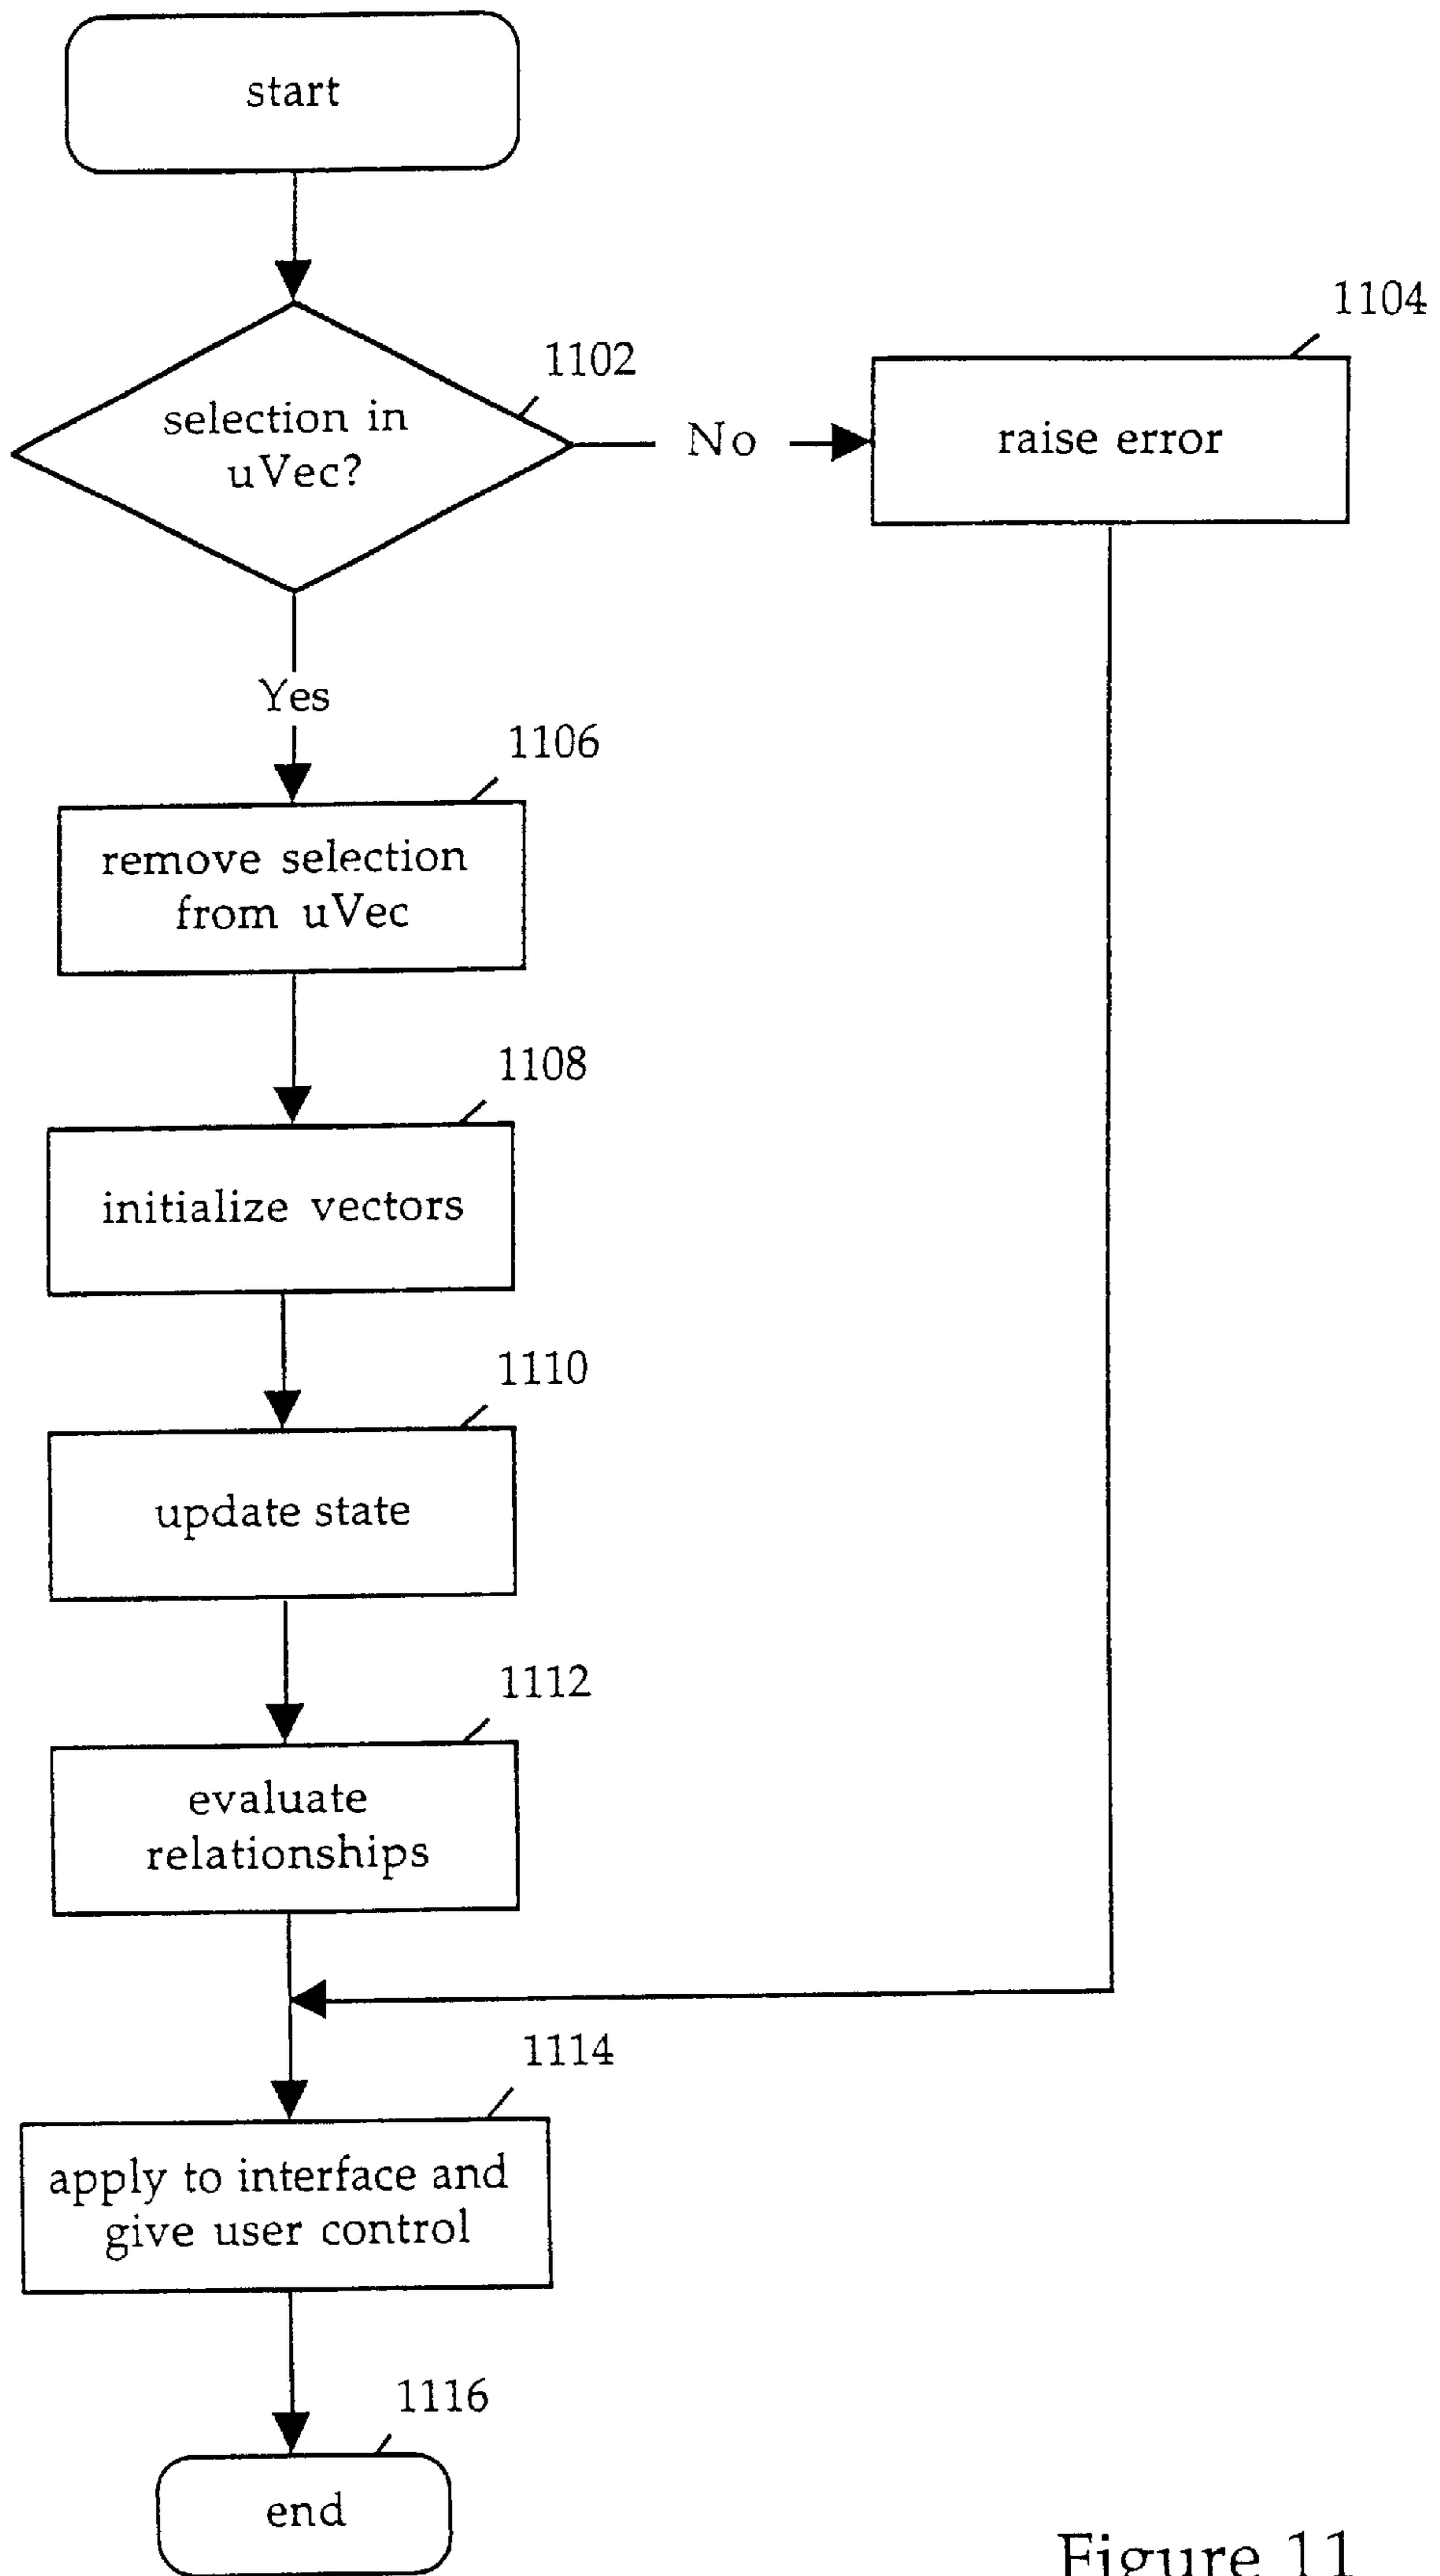 start
1102
selection in
uVec?
No
1104
raise error
Yes
1106
remove selection
from uVec
1108
initialize vectors
1110
update state
1112
evaluate
relationships
1114
apply to interface and
give user control
1116
end
Figure 11